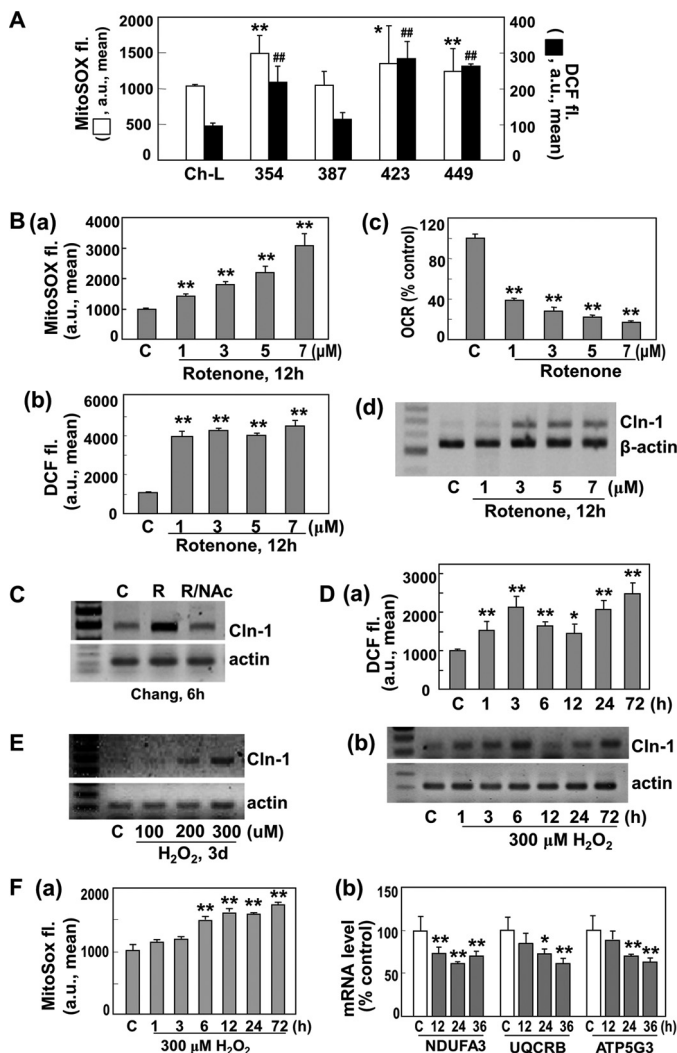 A
MitoSOX fl.
( , a.u., mean)
2000
1500
1000
500
0
** ## * ## ** ##
400
300
200
100
0
DCF fl.
( , a.u., mean)
Ch-L 354 387 423 449
B (a)
MitoSOX fl.
(a.u., mean)
4000
3000
2000
1000
0
** ** ** **
C 1 3 5 7 (µM)
Rotenone, 12h
(c)
OCR (% control)
120
80
40
0
** ** ** **
C 1 3 5 7 (µM)
Rotenone
(b)
DCF fl.
(a.u., mean)
6000
4000
2000
0
** ** ** **
C 1 3 5 7 (µM)
Rotenone, 12h
(d)
Cln-1
β-actin
C 1 3 5 7 (µM)
Rotenone, 12h
C
C R R/NAc
Cln-1
actin
Chang, 6h
D (a)
DCF fl.
(a.u., mean)
3000
2000
1000
0
** ** ** * ** **
C 1 3 6 12 24 72 (h)
E
Cln-1
actin
C 100 200 300 (uM)
H₂O₂, 3d
(b)
Cln-1
actin
C 1 3 6 12 24 72 (h)
300 µM H₂O₂
F (a)
MitoSox fl.
(a.u., mean)
2000
1000
0
** ** ** **
C 1 3 6 12 24 72 (h)
300 µM H₂O₂
(b)
mRNA level
(% control)
150
100
50
0
** ** ** * ** ** **
C 12 24 36 C 12 24 36 C 12 24 36 (h)
NDUFA3 UQCRB ATP5G3